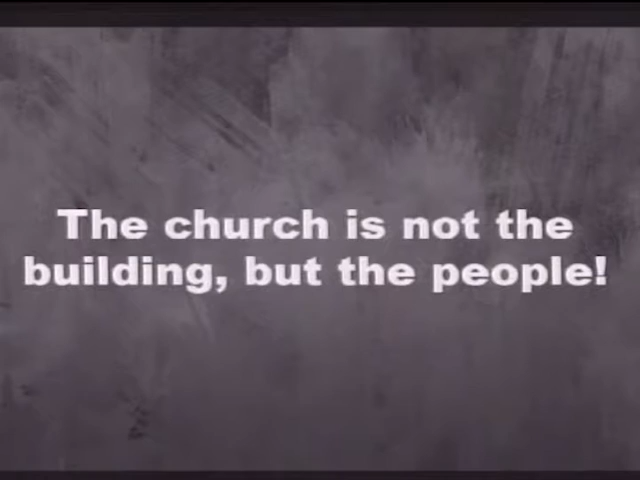 The church is not the
building, but the people!